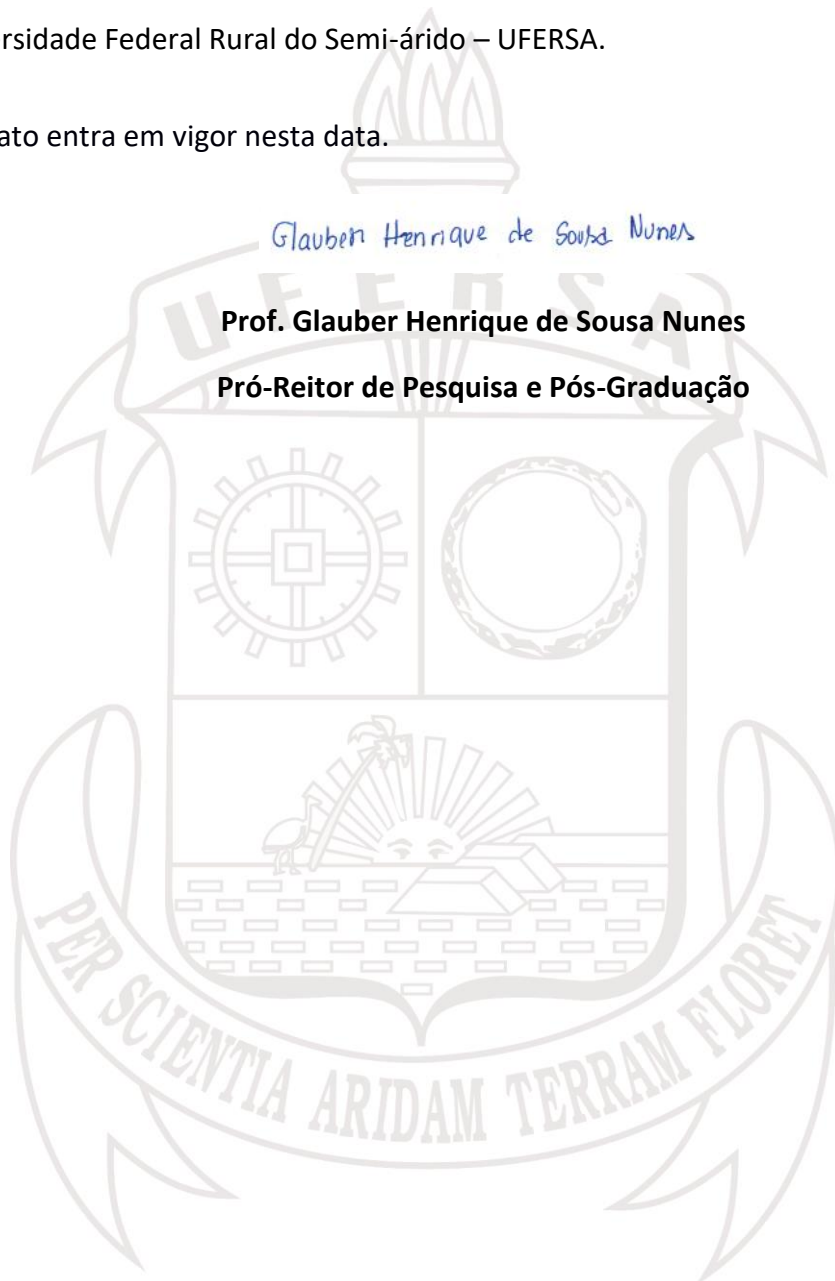 rsidade Federal Rural do Semi-árido – UFERSA.
ato entra em vigor nesta data.
Glauber Henrique de Sousa Nunes
UFERSA
Prof. Glauber Henrique de Sousa Nunes
Pró-Reitor de Pesquisa e Pós-Graduação
PER SCIENTIA ARIDAM TERRAM FLORET